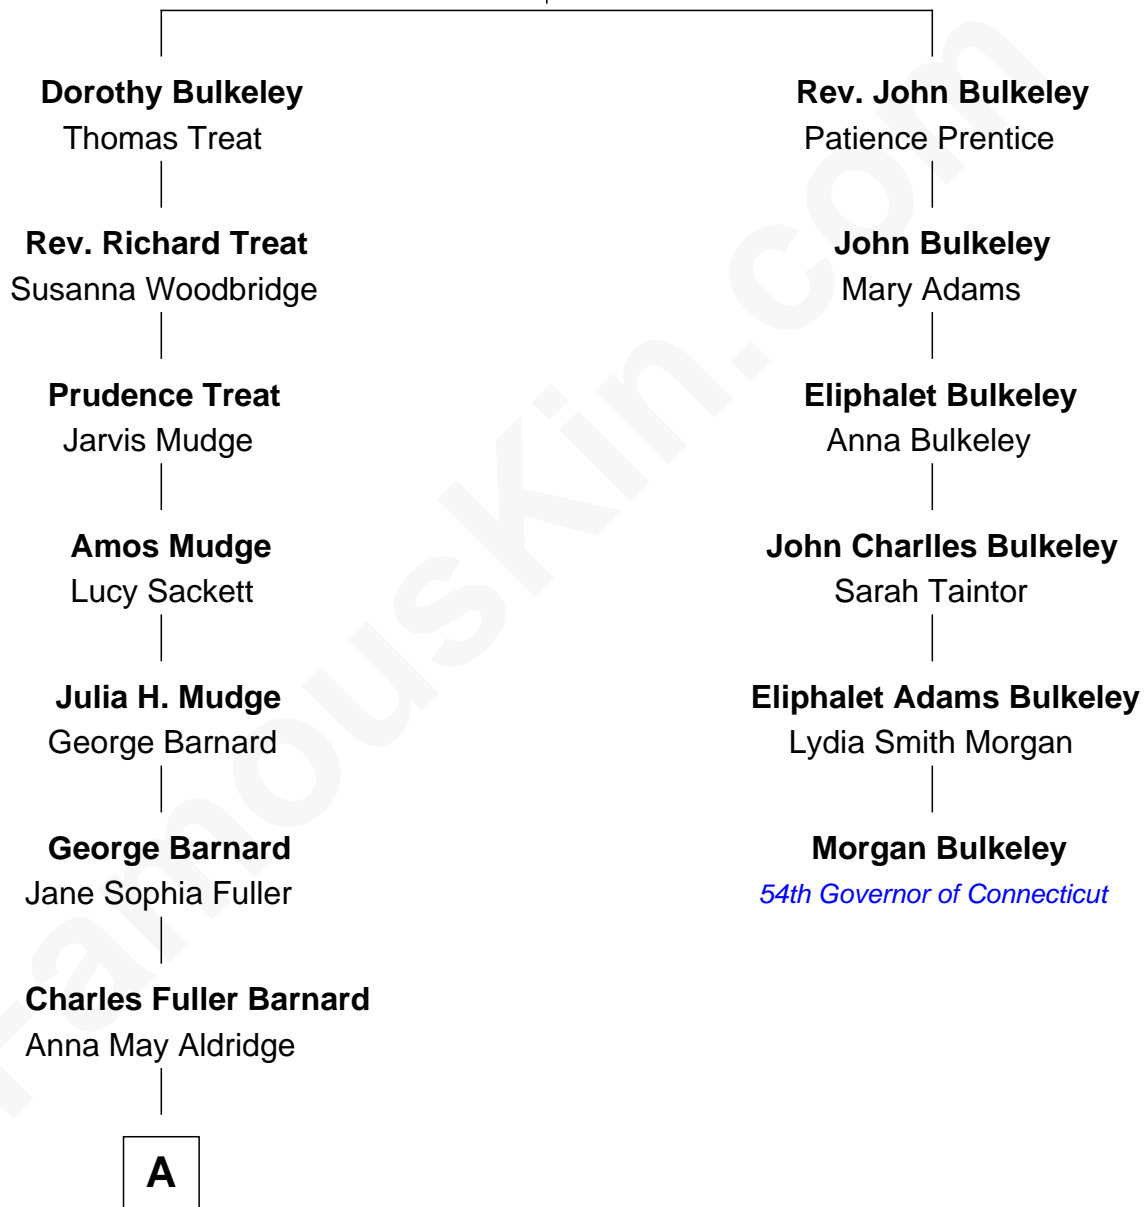 Dorothy Bulkeley
Thomas Treat
Rev. Richard Treat
Susanna Woodbridge
Prudence Treat
Jarvis Mudge
Amos Mudge
Lucy Sackett
Julia H. Mudge
George Barnard
George Barnard
Jane Sophia Fuller
Charles Fuller Barnard
Anna May Aldridge
A
Rev. John Bulkeley
Patience Prentice
John Bulkeley
Mary Adams
Eliphalet Bulkeley
Anna Bulkeley
John Charlles Bulkeley
Sarah Taintor
Eliphalet Adams Bulkeley
Lydia Smith Morgan
Morgan Bulkeley
54th Governor of Connecticut
FamousKin.com